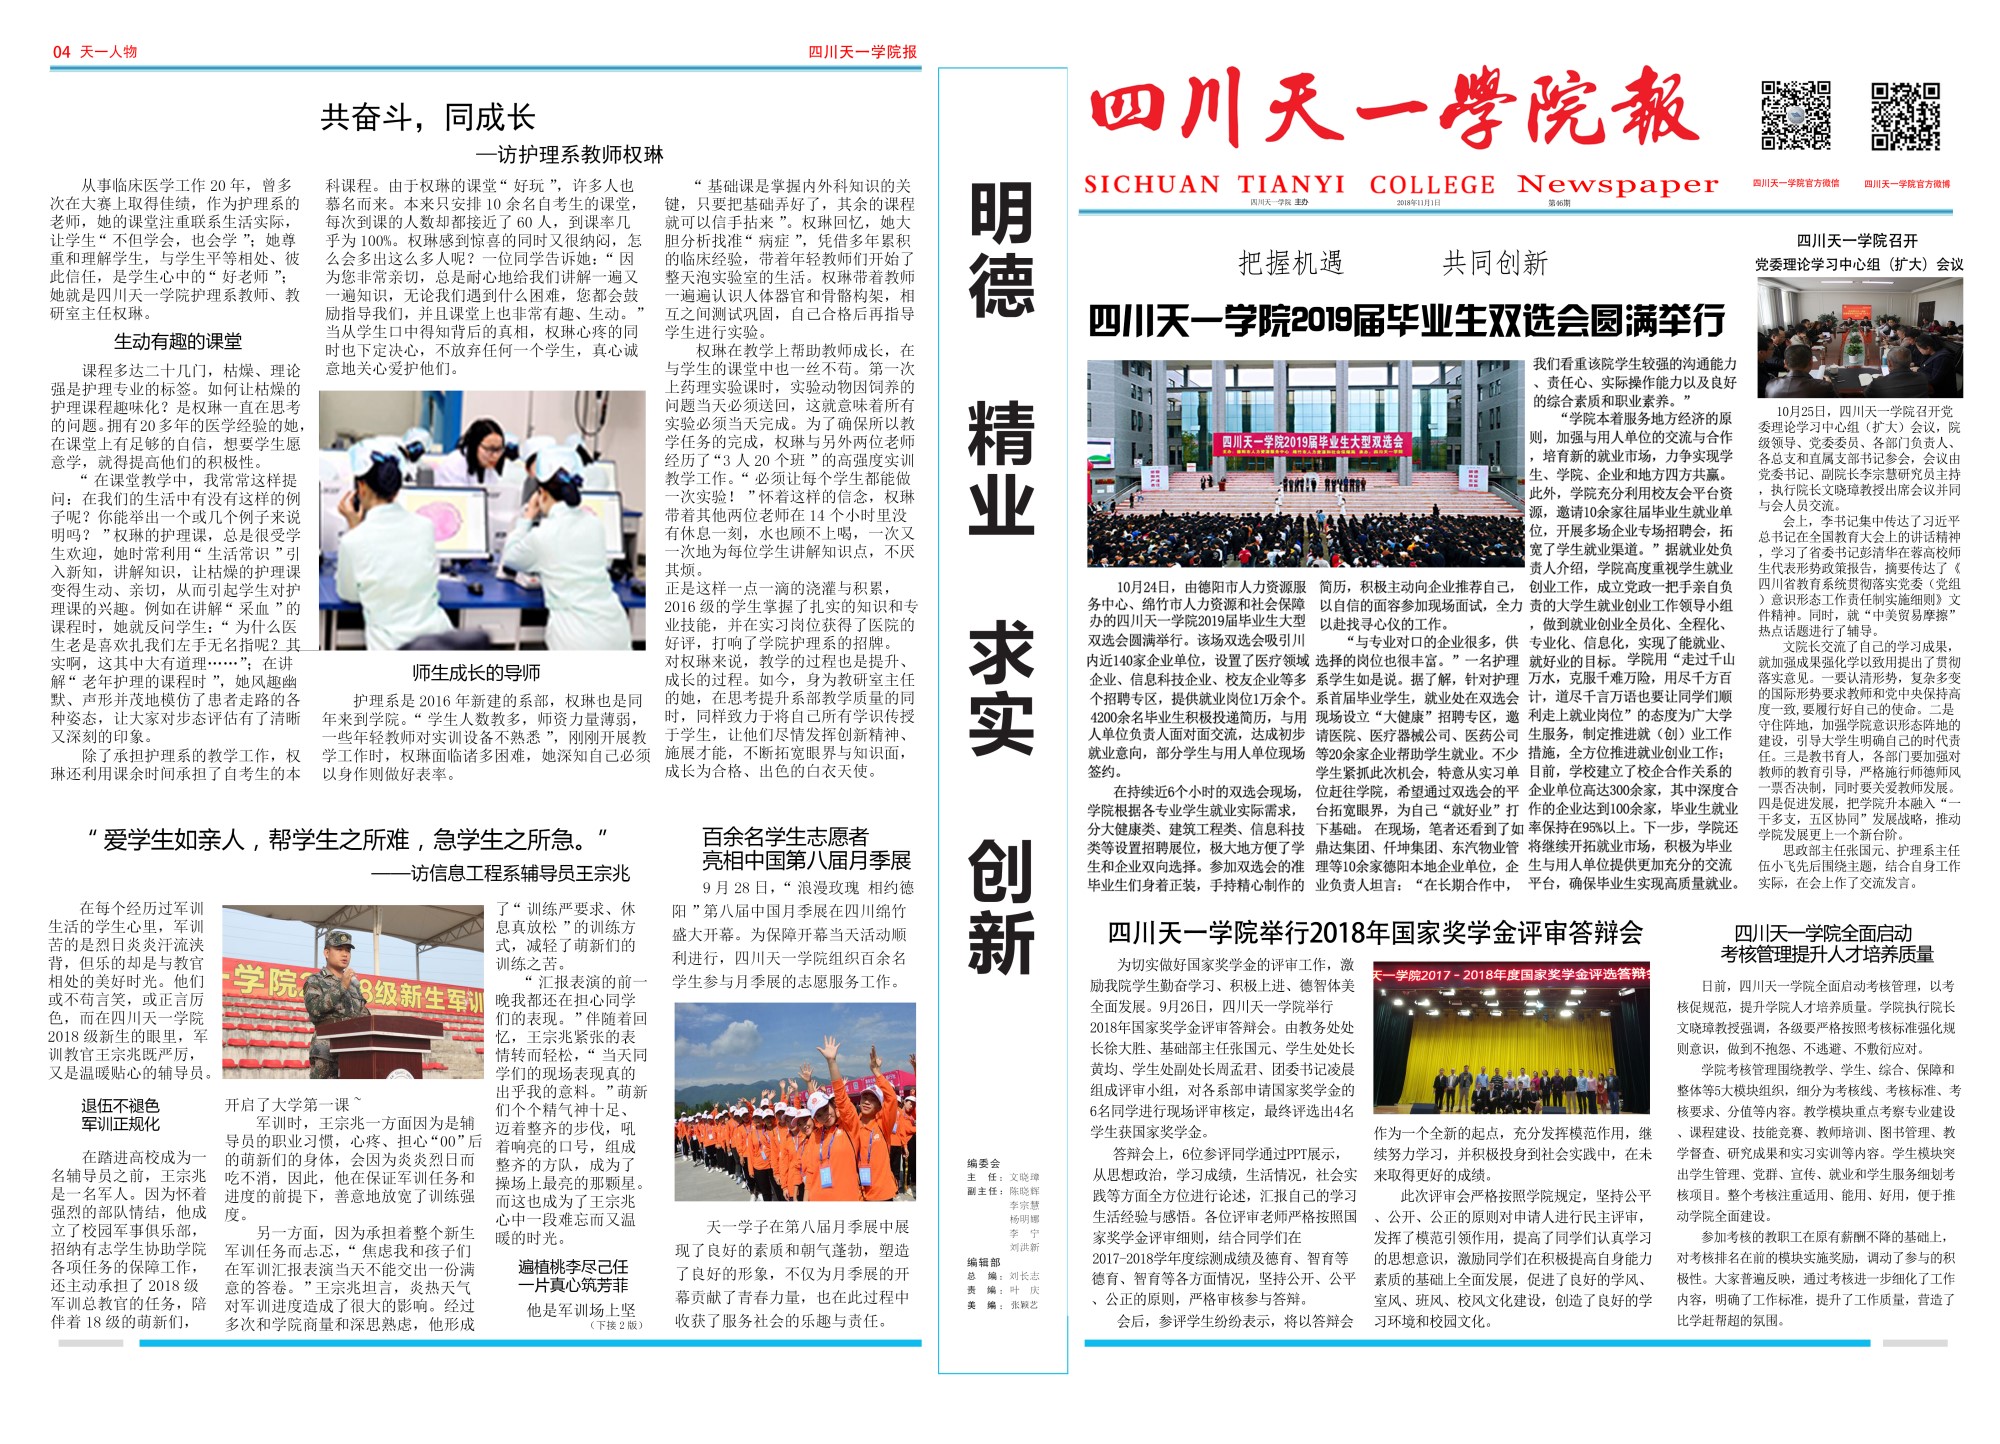 04 天一人物
四川天一学院报
共奋斗，同成长
—访护理系教师权琳
从事临床医学工作 20 年，曾多
次在大赛上取得佳绩，作为护理系的
老师，她的课堂注重联系生活实际，
让学生“ 不但学会，也会学 ”；她尊
重和理解学生，与学生平等相处、彼
此信任，是学生心中的“ 好老师 ”；
她就是四川天一学院护理系教师、教
研室主任权琳。
生动有趣的课堂
课程多达二十几门，枯燥、理论
强是护理专业的标签。如何让枯燥的
护理课程趣味化？是权琳一直在思考
的问题。拥有20 多年的医学经验的她，
在课堂上有足够的自信，想要学生愿
意学，就得提高他们的积极性。
“ 在课堂教学中，我常常这样提
问：在我们的生活中有没有这样的例
子呢？你能举出一个或几个例子来说
明吗？ ”权琳的护理课，总是很受学
生欢迎，她时常利用“ 生活常识 ”引
入新知，讲解知识，让枯燥的护理课
变得生动、亲切，从而引起学生对护
理课的兴趣。例如在讲解“ 采血 ”的
课程时，她就反问学生：“ 为什么医
生老是喜欢扎我们左手无名指呢？其
实啊，这其中大有道理……”；在讲
解“ 老年护理的课程时 ”，她风趣幽
默、声形并茂地模仿了患者走路的各
种姿态，让大家对步态评估有了清晰
又深刻的印象。
除了承担护理系的教学工作，权
琳还利用课余时间承担了自考生的本
科课程。由于权琳的课堂“ 好玩 ”，许多人也
慕名而来。本来只安排 10 余名自考生的课堂，
每次到课的人数却都接近了 60 人，到课率几
乎为 100%。权琳感到惊喜的同时又很纳闷，怎
么会多出这么多人呢？一位同学告诉她：“ 因
为您非常亲切，总是耐心地给我们讲解一遍又
一遍知识，无论我们遇到什么困难，您都会鼓
励指导我们，并且课堂上也非常有趣、生动。”
当从学生口中得知背后的真相，权琳心疼的同
时也下定决心，不放弃任何一个学生，真心诚
意地关心爱护他们。
师生成长的导师
护理系是 2016 年新建的系部，权琳也是同
年来到学院。“ 学生人数教多，师资力量薄弱，
一些年轻教师对实训设备不熟悉 ”，刚刚开展教
学工作时，权琳面临诸多困难，她深知自己必须
以身作则做好表率。
“ 基础课是掌握内外科知识的关
键，只要把基础弄好了，其余的课程
就可以信手拈来 ”。权琳回忆，她大
胆分析找准“ 病症 ”，凭借多年累积
的临床经验，带着年轻教师们开始了
整天泡实验室的生活。权琳带着教师
一遍遍认识人体器官和骨骼构架，相
互之间测试巩固，自己合格后再指导
学生进行实验。
权琳在教学上帮助教师成长，在
与学生的课堂中也一丝不苟。第一次
上药理实验课时，实验动物因饲养的
问题当天必须送回，这就意味着所有
实验必须当天完成。为了确保所以教
学任务的完成，权琳与另外两位老师
经历了“3 人 20 个班 ”的高强度实训
教学工作。“ 必须让每个学生都能做
一次实验！ ”怀着这样的信念，权琳
带着其他两位老师在 14 个小时里没
有休息一刻，水也顾不上喝，一次又
一次地为每位学生讲解知识点，不厌
其烦。
正是这样一点一滴的浇灌与积累，
2016 级的学生掌握了扎实的知识和专
业技能，并在实习岗位获得了医院的
好评，打响了学院护理系的招牌。
对权琳来说，教学的过程也是提升、
成长的过程。如今，身为教研室主任
的她，在思考提升系部教学质量的同
时，同样致力于将自己所有学识传授
于学生，让他们尽情发挥创新精神、
施展才能，不断拓宽眼界与知识面，
成长为合格、出色的白衣天使。
“ 爱学生如亲人，帮学生之所难，急学生之所急。”
——访信息工程系辅导员王宗兆
在每个经历过军训
生活的学生心里，军训
苦的是烈日炎炎汗流浃
背，但乐的却是与教官
相处的美好时光。他们
或不苟言笑，或正言厉
色，而在四川天一学院
2018 级新生的眼里，军
训教官王宗兆既严厉，
又是温暖贴心的辅导员。
退伍不褪色
军训正规化
在踏进高校成为一
名辅导员之前，王宗兆
是一名军人。因为怀着
强烈的部队情结，他成
立了校园军事俱乐部，
招纳有志学生协助学院
各项任务的保障工作，
还主动承担了 2018 级
军训总教官的任务，陪
伴着 18 级的萌新们，
一学院2018级新生军训
开启了大学第一课～
军训时，王宗兆一方面因为是辅
导员的职业习惯，心疼、担心“00”后
的萌新们的身体，会因为炎炎烈日而
吃不消，因此，他在保证军训任务和
进度的前提下，善意地放宽了训练强
度。
另一方面，因为承担着整个新生
军训任务而忐忑，“ 焦虑我和孩子们
在军训汇报表演当天不能交出一份满
意的答卷。”王宗兆坦言，炎热天气
对军训进度造成了很大的影响。经过
多次和学院商量和深思熟虑，他形成
了“ 训练严要求、休
息真放松 ”的训练方
式，减轻了萌新们的
训练之苦。
“ 汇报表演的前一
晚我都还在担心同学
们的表现。”伴随着回
忆，王宗兆紧张的表
情转而轻松，“ 当天同
学们的现场表现真的
出乎我的意料。”萌新
们个个精气神十足、
迈着整齐的步伐，吼
着响亮的口号，组成
整齐的方队，成为了
操场上最亮的那颗星。
而这也成为了王宗兆
心中一段难忘而又温
暖的时光。
遍植桃李尽己任
一片真心筑芳菲
他是军训场上坚
（下接 2 版）
百余名学生志愿者
亮相中国第八届月季展
9 月 28 日，“ 浪漫玫瑰 相约德
阳 ”第八届中国月季展在四川绵竹
盛大开幕。为保障开幕当天活动顺
利进行，四川天一学院组织百余名
学生参与月季展的志愿服务工作。
天一学子在第八届月季展中展
现了良好的素质和朝气蓬勃，塑造
了良好的形象，不仅为月季展的开
幕贡献了青春力量，也在此过程中
收获了服务社会的乐趣与责任。
明德 精业 求实 创新
编委会
主 任：文晓璋
副主任：陈晓辉
李宗慧
杨明娜
李 宁
刘洪新
编辑部
总 编：刘长志
责 编：叶 庆
美 编：张颖艺
四川天一學院報
SICHUAN TIANYI COLLEGE Newspaper
四川天一学院 主办
2018年11月1日
第46期
四川天一学院官方微信
四川天一学院官方微博
把握机遇 共同创新
四川天一学院2019届毕业生双选会圆满举行
四川天一学院2019届毕业生大型双选会
10月24日，由德阳市人力资源服
务中心、绵竹市人力资源和社会保障
办的四川天一学院2019届毕业生大型
双选会圆满举行。该场双选会吸引川
内近140家企业单位，设置了医疗领域
企业、信息科技企业、校友企业等多
个招聘专区，提供就业岗位1万余个。
4200余名毕业生积极投递简历，与用
人单位负责人面对面交流，达成初步
就业意向，部分学生与用人单位现场
签约。
在持续近6个小时的双选会现场，
学院根据各专业学生就业实际需求，
分大健康类、建筑工程类、信息科技
类等设置招聘展位，极大地方便了学
生和企业双向选择。参加双选会的准
毕业生们身着正装，手持精心制作的
简历，积极主动向企业推荐自己，
以自信的面容参加现场面试，全力
以赴找寻心仪的工作。
“与专业对口的企业很多，供
选择的岗位也很丰富。”一名护理
系学生如是说。据了解，针对护理
系首届毕业学生，就业处在双选会
现场设立“大健康”招聘专区，邀
请医院、医疗器械公司、医药公司
等20余家企业帮助学生就业。不少
学生紧抓此次机会，特意从实习单
位赶往学院，希望通过双选会的平
台拓宽眼界，为自己“就好业”打
下基础。 在现场，笔者还看到了如
鼎达集团、仟坤集团、东汽物业管
理等10余家德阳本地企业单位，企
业负责人坦言：“在长期合作中，
我们看重该院学生较强的沟通能力
、责任心、实际操作能力以及良好
的综合素质和职业素养。”
“学院本着服务地方经济的原
则，加强与用人单位的交流与合作
，培育新的就业市场，力争实现学
生、学院、企业和地方四方共赢。
此外，学院充分利用校友会平台资
源，邀请10余家往届毕业生就业单
位，开展多场企业专场招聘会，拓
宽了学生就业渠道。”据就业处负
责人介绍，学院高度重视学生就业
创业工作，成立党政一把手亲自负
责的大学生就业创业工作领导小组
，做到就业创业全员化、全程化、
专业化、信息化，实现了能就业、
就好业的目标。 学院用“走过千山
万水，克服千难万险，用尽千方百
计，道尽千言万语也要让同学们顺
利走上就业岗位”的态度为广大学
生服务，制定推进就（创）业工作
措施，全方位推进就业创业工作；
目前，学校建立了校企合作关系的
企业单位高达300余家，其中深度合
作的企业达到100余家，毕业生就业
率保持在95%以上。下一步，学院还
将继续开拓就业市场，积极为毕业
生与用人单位提供更加充分的交流
平台，确保毕业生实现高质量就业。
四川天一学院召开
党委理论学习中心组（扩大）会议
10月25日，四川天一学院召开党
委理论学习中心组（扩大）会议，院
级领导、党委委员、各部门负责人、
各总支和直属支部书记参会，会议由
党委书记、副院长李宗慧研究员主持
，执行院长文晓璋教授出席会议并同
与会人员交流。
会上，李书记集中传达了习近平
总书记在全国教育大会上的讲话精神
，学习了省委书记彭清华在蓉高校师
生代表形势政策报告，摘要传达了《
四川省教育系统贯彻落实党委（党组
）意识形态工作责任制实施细则》文
件精神。同时，就“中美贸易摩擦”
热点话题进行了辅导。
文院长交流了自己的学习成果，
就加强成果强化学以致用提出了贯彻
落实意见。一要认清形势，复杂多变
的国际形势要求教师和党中央保持高
度一致,要履行好自己的使命。二是
守住阵地，加强学院意识形态阵地的
建设，引导大学生明确自己的时代责
任。三是教书育人，各部门要加强对
教师的教育引导，严格施行师德师风
一票否决制，同时要关爱教师发展。
四是促进发展，把学院升本融入“一
干多支，五区协同”发展战略，推动
学院发展更上一个新台阶。
思政部主任张国元、护理系主任
伍小飞先后围绕主题，结合自身工作
实际，在会上作了交流发言。
四川天一学院举行2018年国家奖学金评审答辩会
为切实做好国家奖学金的评审工作，激
励我院学生勤奋学习、积极上进、德智体美
全面发展。9月26日，四川天一学院举行
2018年国家奖学金评审答辩会。由教务处处
长徐大胜、基础部主任张国元、学生处处长
黄均、学生处副处长周孟君、团委书记凌晨
组成评审小组，对各系部申请国家奖学金的
6名同学进行现场评审核定，最终评选出4名
学生获国家奖学金。
答辩会上，6位参评同学通过PPT展示，
从思想政治，学习成绩，生活情况，社会实
践等方面全方位进行论述，汇报自己的学习
生活经验与感悟。各位评审老师严格按照国
家奖学金评审细则，结合同学们在
2017-2018学年度综测成绩及德育、智育等
德育、智育等各方面情况，坚持公开、公平
、公正的原则，严格审核参与答辩。
会后，参评学生纷纷表示，将以答辩会
天一学院2017－2018年度国家奖学金评选答辩会
作为一个全新的起点，充分发挥模范作用，继
续努力学习，并积极投身到社会实践中，在未
来取得更好的成绩。
此次评审会严格按照学院规定，坚持公平
、公开、公正的原则对申请人进行民主评审，
发挥了模范引领作用，提高了同学们认真学习
的思想意识，激励同学们在积极提高自身能力
素质的基础上全面发展，促进了良好的学风、
室风、班风、校风文化建设，创造了良好的学
习环境和校园文化。
四川天一学院全面启动
考核管理提升人才培养质量
日前，四川天一学院全面启动考核管理，以考
核促规范，提升学院人才培养质量。学院执行院长
文晓璋教授强调，各级要严格按照考核标准强化规
则意识，做到不抱怨、不逃避、不敷衍应对。
学院考核管理围绕教学、学生、综合、保障和
整体等5大模块组织，细分为考核线、考核标准、考
核要求、分值等内容。教学模块重点考察专业建设
、课程建设、技能竞赛、教师培训、图书管理、教
学督查、研究成果和实习实训等内容。学生模块突
出学生管理、党群、宣传、就业和学生服务细划考
核项目。整个考核注重适用、能用、好用，便于推
动学院全面建设。
参加考核的教职工在原有薪酬不降的基础上，
对考核排名在前的模块实施奖励，调动了参与的积
极性。大家普遍反映，通过考核进一步细化了工作
内容，明确了工作标准，提升了工作质量，营造了
比学赶帮超的氛围。